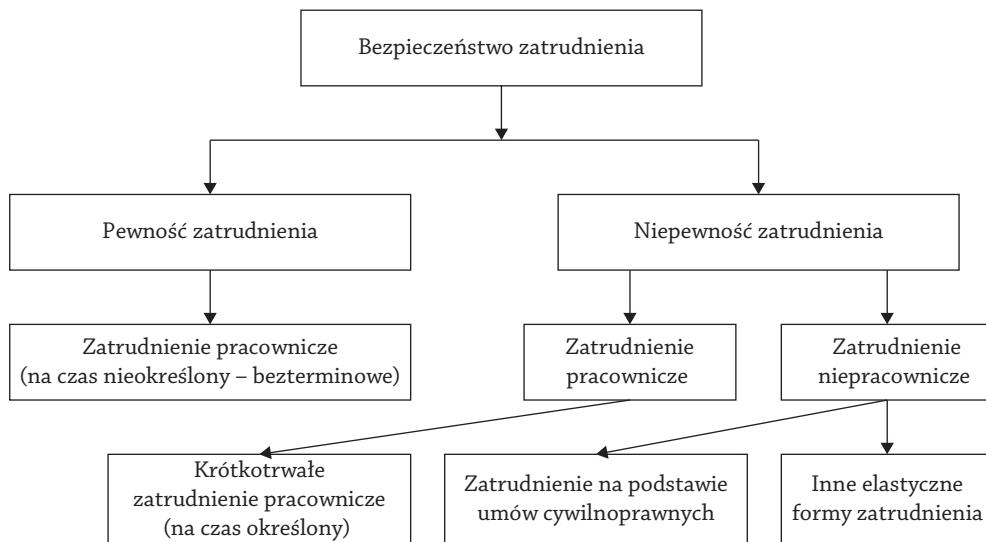 Bezpieczeństwo zatrudnienia
Pewność zatrudnienia
Niepewność zatrudnienia
Zatrudnienie pracownicze
(na czas nieokreślony – bezterminowe)
Zatrudnienie
pracownicze
Zatrudnienie
niepracownicze
Krótkotrwałe
zatrudnienie pracownicze
(na czas określony)
Zatrudnienie na podstawie
umów cywilnoprawnych
Inne elastyczne
formy zatrudnienia